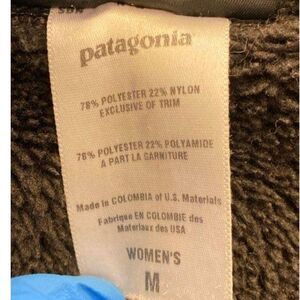 patagonia
78% POLYESTER 22% NYLON
EXCLUSIVE OF TRIM
78% POLYESTER 22% POLYAMIDE
A PART LA GARNITURE
Made in COLOMBIA of U.S. Materials
Fabrique EN COLOMBIE des
Materiaux des USA
WOMEN'S
M